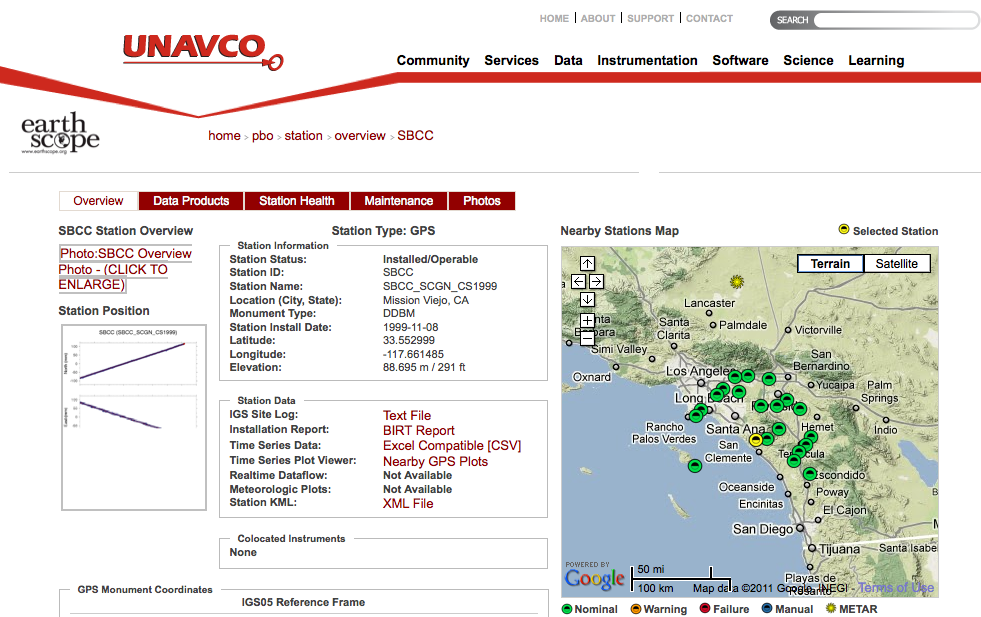 HOME | ABOUT | SUPPORT | CONTACT
SEARCH
UNAVCO
Community Services Data Instrumentation Software Science Learning
earth
scope
www.earthscope.org
home > pbo > station > overview > SBCC
Overview Data Products Station Health Maintenance Photos
SBCC Station Overview
Photo:SBCC Overview
Photo - (CLICK TO
ENLARGE)
Station Position
SBCC (SBCC_SCGN_CS1999)
Station Type: GPS
Station Information
Station Status: Installed/Operable
Station ID: SBCC
Station Name: SBCC_SCGN_CS1999
Location (City, State): Mission Viejo, CA
Monument Type: DDBM
Station Install Date: 1999-11-08
Latitude: 33.552999
Longitude: -117.661485
Elevation: 88.695 m / 291 ft
Station Data
IGS Site Log: Text File
Installation Report: BIRT Report
Time Series Data: Excel Compatible [CSV]
Time Series Plot Viewer: Nearby GPS Plots
Realtime Dataflow: Not Available
Meteorologic Plots: Not Available
Station KML: XML File
Colocated Instruments
None
GPS Monument Coordinates
IGS05 Reference Frame
Nearby Stations Map
Selected Station
Terrain Satellite
Lancaster
Palmdale
Santa
Clarita
Victorville
Simi Valley
San
Bernardino
Oxnard
Los Angeles
Yucaipa
Palm
Springs
Long Beach
Rancho
Palos Verdes
Santa Ana
Hemet
Indio
San
Clemente
Escondido
Oceanside
Poway
Encinitas
El Cajon
San Diego
Tijuana
Santa Isabe
Playas de
Rosarito
POWERED BY
Google
50 mi
100 km
Map data ©2011 Google, INEGI - Terms of Use
Nominal Warning Failure Manual METAR